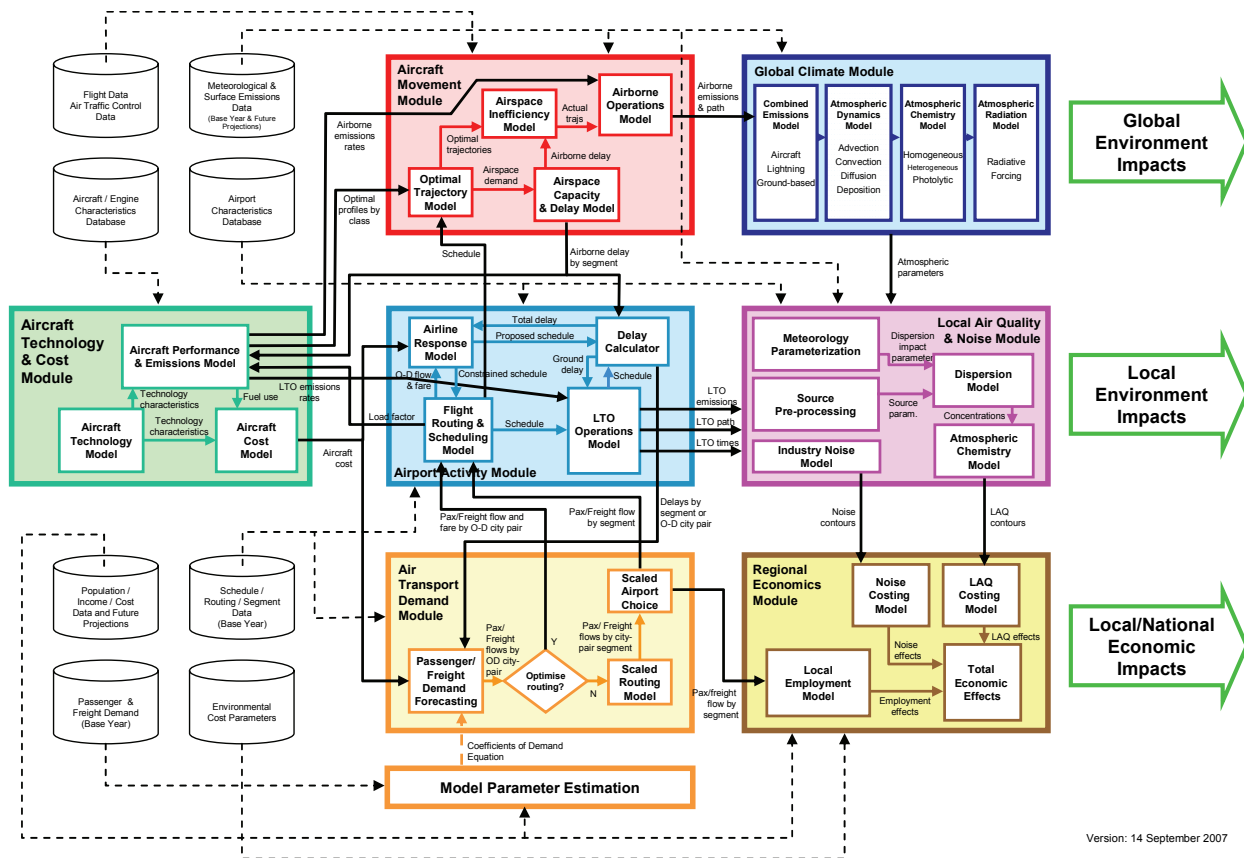 Flight Data
Air Traffic Control
Data
Meteorological &
Surface Emissions
Data
(Base Year & Future
Projections)
Aircraft / Engine
Characteristics
Database
Airport
Characteristics
Database
Aircraft
Movement
Module
Airspace
Inefficiency
Model
Actual
trajs
Airborne
Operations
Model
Optimal
trajectories
Airborne delay
Optimal
Trajectory
Model
Airspace
demand
Airspace
Capacity
& Delay Model
Airborne
emissions
rates
Optimal
profiles by
class
Airborne
emissions
& path
Schedule
Airborne delay
by segment
Global Climate Module
Combined
Emissions
Model
Aircraft
Lightning
Ground-based
Atmospheric
Dynamics
Model
Advection
Convection
Diffusion
Deposition
Atmospheric
Chemistry
Model
Homogeneous
Heterogeneous
Photolytic
Atmospheric
Radiation
Model
Radiative
Forcing
Atmospheric
parameters
Global
Environment
Impacts
Aircraft
Technology
& Cost
Module
Aircraft Performance
& Emissions Model
Technology
characteristics
Fuel use
LTO emissions
rates
Aircraft
Technology
Model
Technology
characteristics
Aircraft
Cost
Model
Aircraft
cost
Load factor
Airline
Response
Model
Total delay
Proposed schedule
Delay
Calculator
Ground
delay
Schedule
O-D flow
& fare
Constrained schedule
Flight
Routing &
Scheduling
Model
Schedule
LTO
Operations
Model
Airport Activity Module
LTO
emissions
LTO path
LTO times
Local Air Quality
& Noise Module
Meteorology
Parameterization
Dispersion
impact
parameter
Dispersion
Model
Source
Pre-processing
Source
param.
Concentrations
Industry Noise
Model
Atmospheric
Chemistry
Model
Local
Environment
Impacts
Pax/Freight flow and
fare by O-D city pair
Pax/Freight flow
by segment
Delays by
segment or
O-D city pair
Noise
contours
LAQ
contours
Population /
Income / Cost
Data and Future
Projections
Schedule /
Routing / Segment
Data
(Base Year)
Passenger &
Freight Demand
(Base Year)
Environmental
Cost Parameters
Air
Transport
Demand
Module
Scaled
Airport
Choice
Pax/
Freight
flows by
OD city-
pair
Y
Pax/ Freight
flows by city-
pair segment
Passenger/
Freight
Demand
Forecasting
Optimise
routing?
N
Scaled
Routing
Model
Pax/freight
flow by
segment
Coefficients of Demand
Equation
Model Parameter Estimation
Regional
Economics
Module
Noise
Costing
Model
LAQ
Costing
Model
Noise
effects
LAQ effects
Local
Employment
Model
Employment
effects
Total
Economic
Effects
Local/National
Economic
Impacts
Version: 14 September 2007